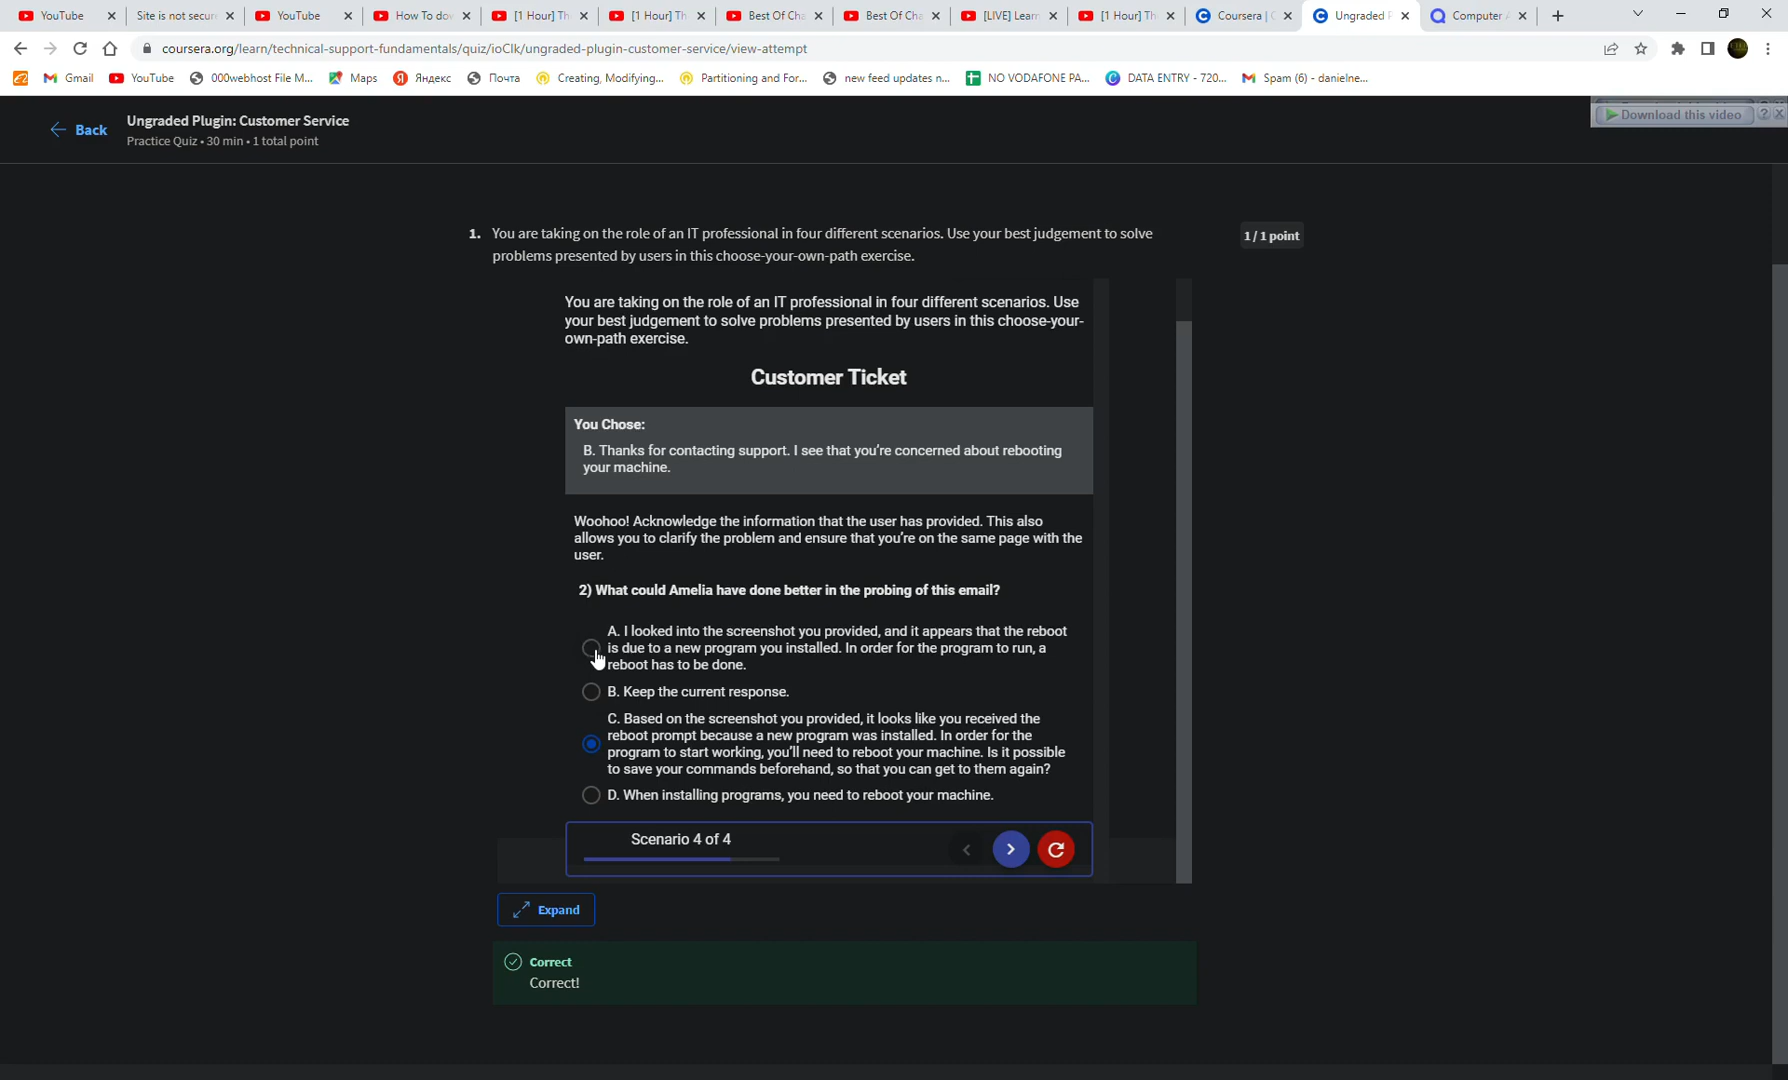 YouTube
Site is not secure
YouTube
How To dow
[1 Hour] Th
[1 Hour] Th
Best Of Cha
Best Of Cha
[LIVE] Learn
[1 Hour] Th
Coursera | C
Ungraded P
Computer A
coursera.org/learn/technical-support-fundamentals/quiz/ioClk/ungraded-plugin-customer-service/view-attempt
Gmail
YouTube
000webhost File M...
Maps
Яндекс
Почта
Creating, Modifying...
Partitioning and For...
new feed updates n...
NO VODAFONE PA...
DATA ENTRY - 720...
Spam (6) - danielne...
Back
Ungraded Plugin: Customer Service
Practice Quiz • 30 min • 1 total point
Download this video
1. You are taking on the role of an IT professional in four different scenarios. Use your best judgement to solve
problems presented by users in this choose-your-own-path exercise.
1 / 1 point
You are taking on the role of an IT professional in four different scenarios. Use
your best judgement to solve problems presented by users in this choose-your-
own-path exercise.
Customer Ticket
You Chose:
B. Thanks for contacting support. I see that you're concerned about rebooting
your machine.
Woohoo! Acknowledge the information that the user has provided. This also
allows you to clarify the problem and ensure that you're on the same page with the
user.
2) What could Amelia have done better in the probing of this email?
A. I looked into the screenshot you provided, and it appears that the reboot
is due to a new program you installed. In order for the program to run, a
reboot has to be done.
B. Keep the current response.
C. Based on the screenshot you provided, it looks like you received the
reboot prompt because a new program was installed. In order for the
program to start working, you'll need to reboot your machine. Is it possible
to save your commands beforehand, so that you can get to them again?
D. When installing programs, you need to reboot your machine.
Scenario 4 of 4
Expand
Correct
Correct!